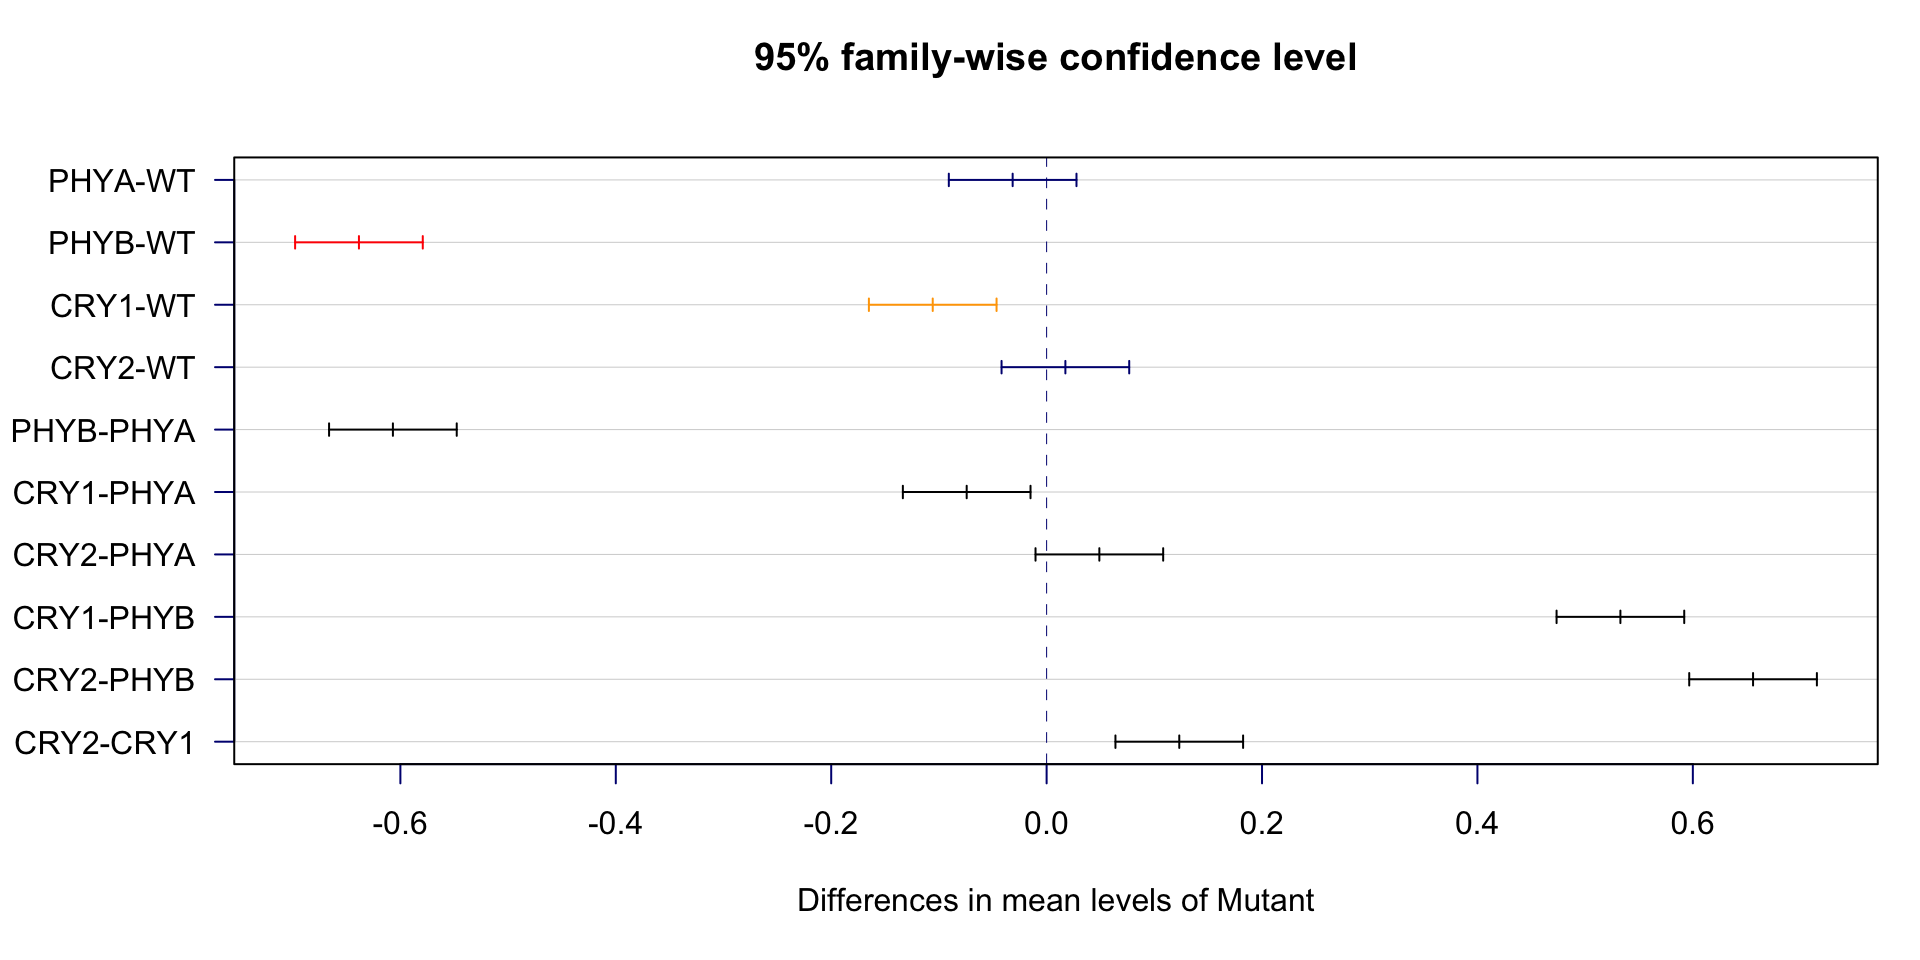 95% family-wise confidence level
PHYA-WT
PHYB-WT
CRY1-WT
CRY2-WT
PHYB-PHYA
CRY1-PHYA
CRY2-PHYA
CRY1-PHYB
CRY2-PHYB
CRY2-CRY1
-0.6 -0.4 -0.2 0.0 0.2 0.4 0.6
Differences in mean levels of Mutant